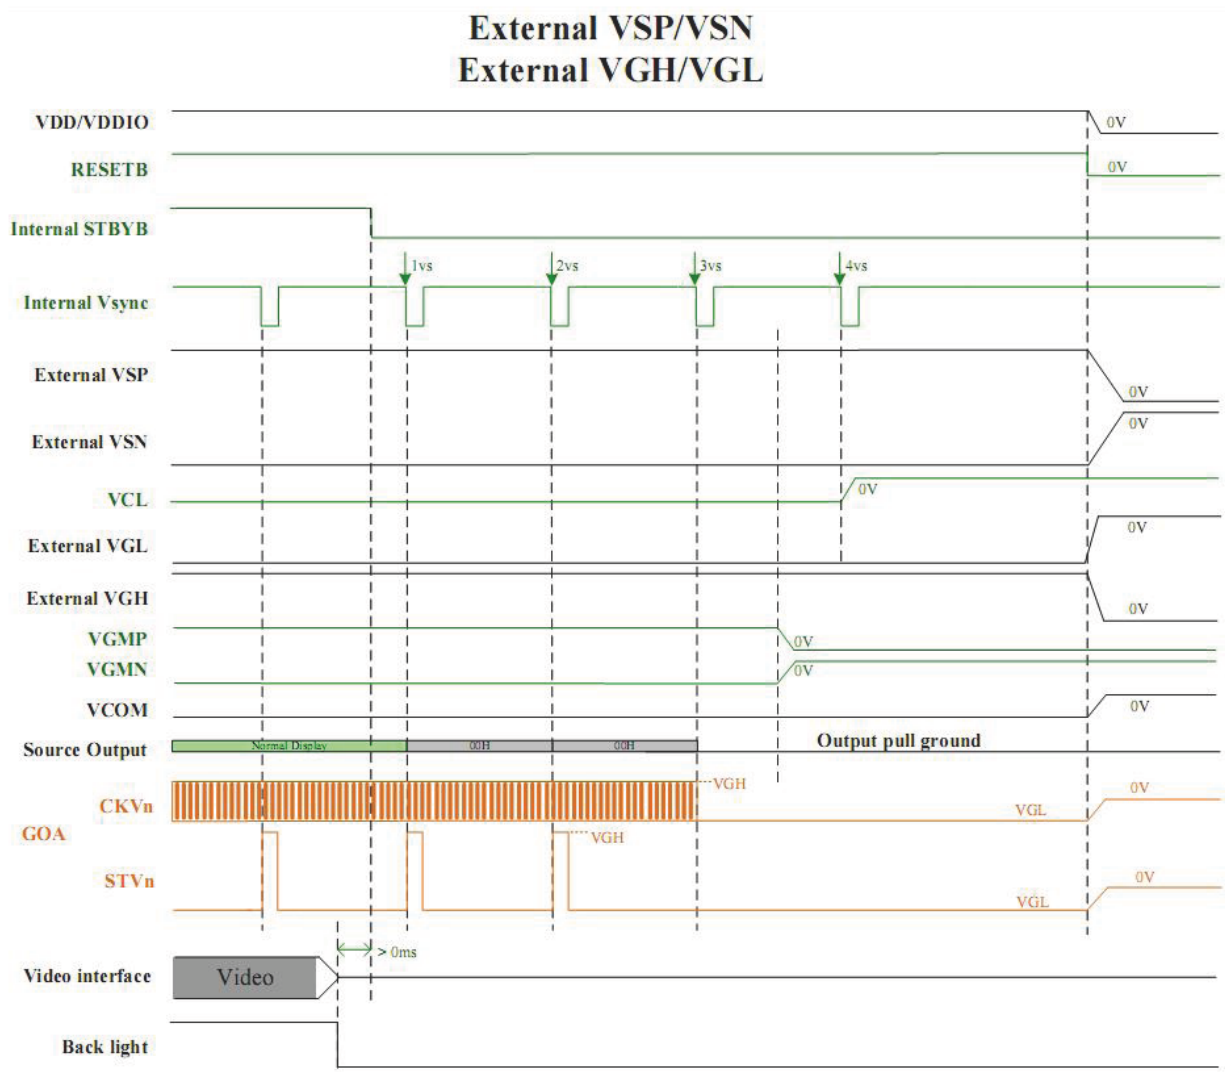 External VSP/VSN
External VGH/VGL
VDD/VDDIO
0V
RESETB
0V
Internal STBYB
1vs
2vs
3vs
4vs
Internal Vsync
External VSP
0V
External VSN
0V
VCL
0V
External VGL
0V
External VGH
0V
VGMP
0V
VGMN
0V
VCOM
0V
Source Output
Normal Display
00H
00H
Output pull ground
CKVn
VGH
VGL
0V
GOA
VGH
STVn
VGL
0V
> 0ms
Video interface
Video
Back light